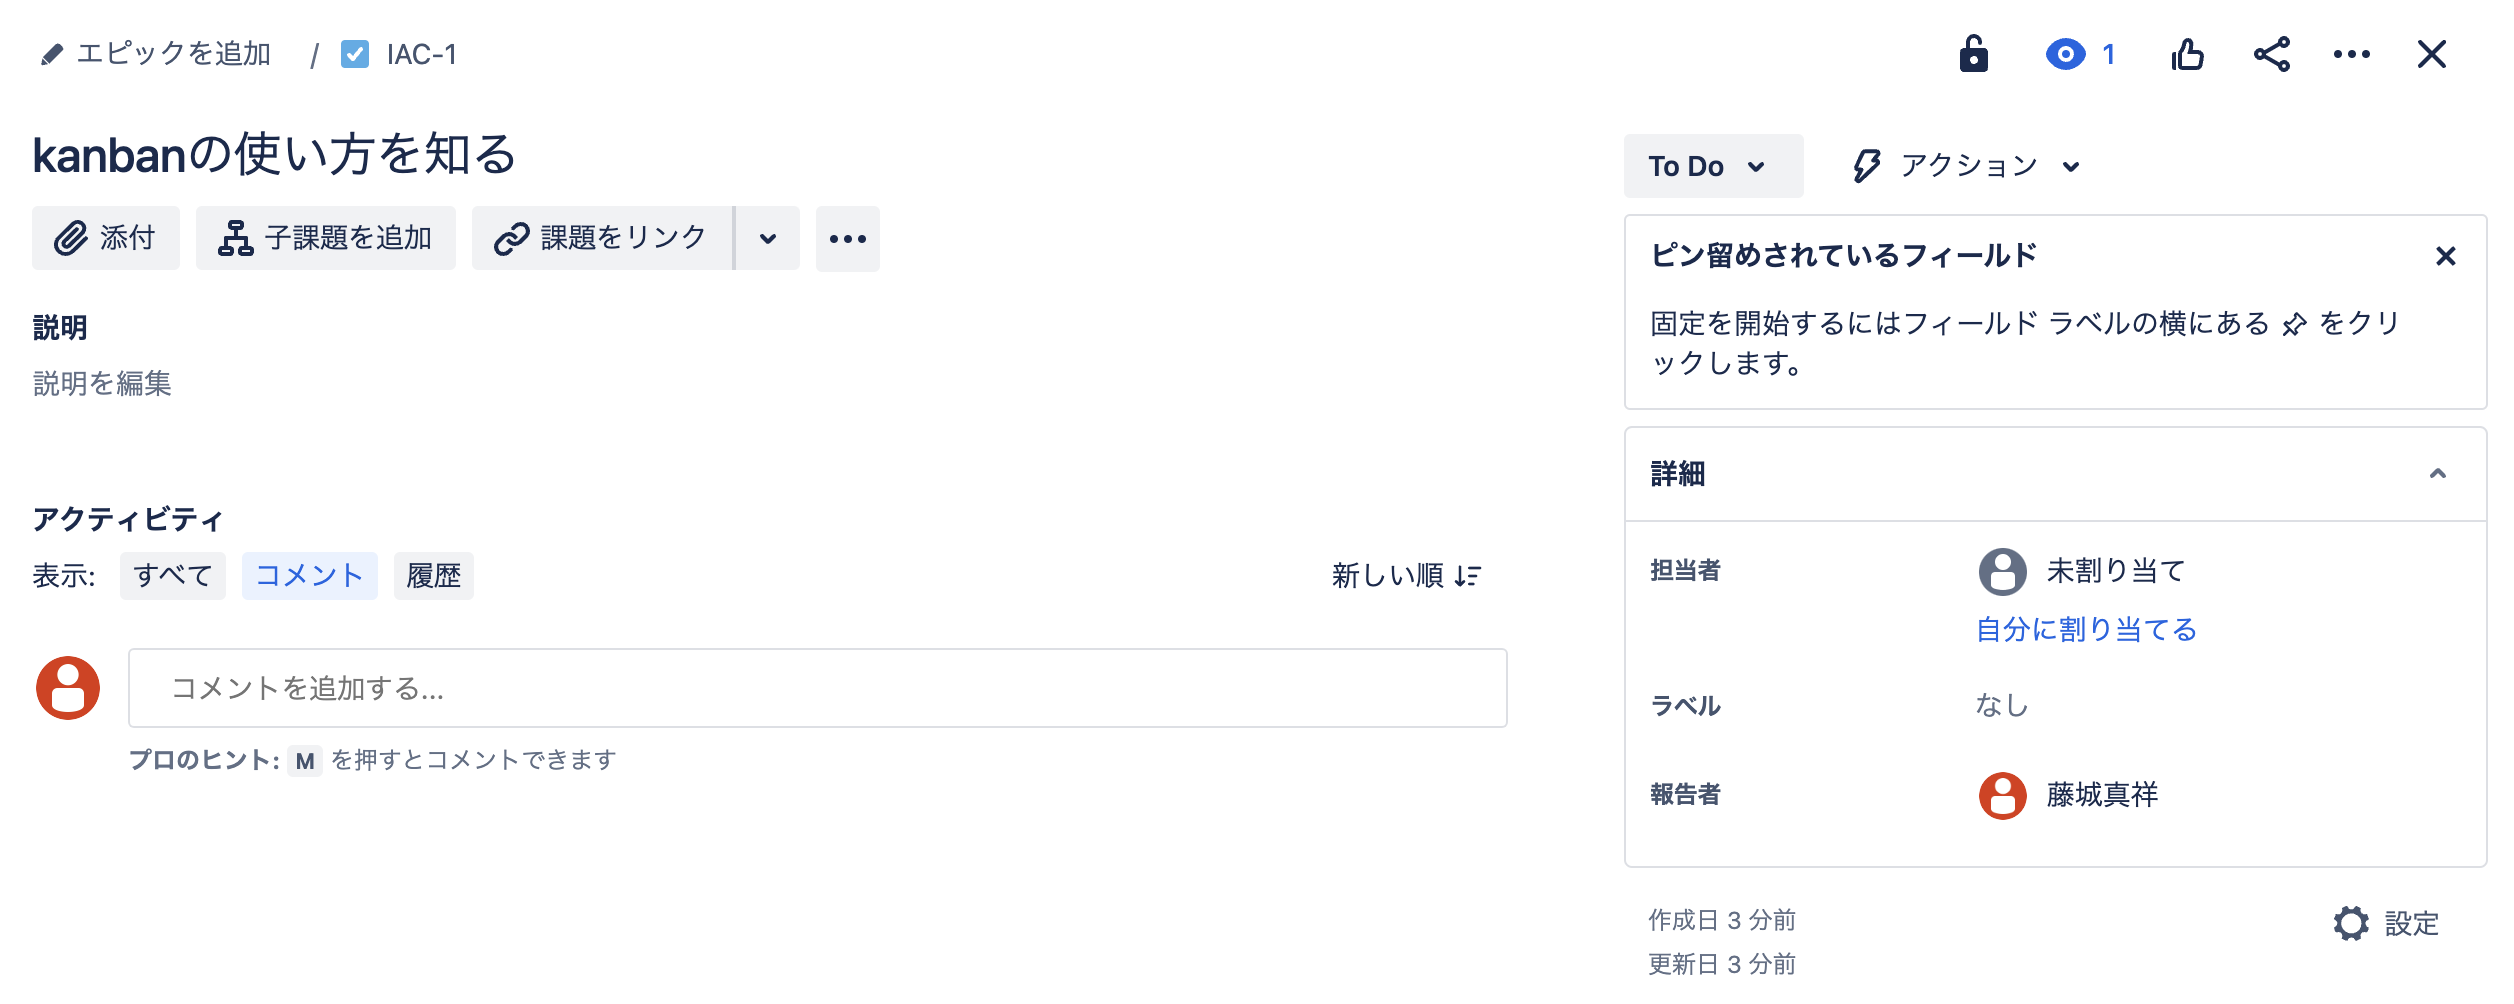 エピックを追加 / IAC-1
1
kanbanの使い方を知る
添付 子課題を追加 課題をリンク
説明
説明を編集
アクティビティ
表示: すべて コメント 履歴 新しい順
コメントを追加する...
プロのヒント: M を押すとコメントできます
To Do アクション
ピン留めされているフィールド
固定を開始するにはフィールド ラベルの横にある をクリ
ックします。
詳細
担当者 未割り当て
自分に割り当てる
ラベル なし
報告者 藤城真祥
作成日 3 分前 設定
更新日 3 分前